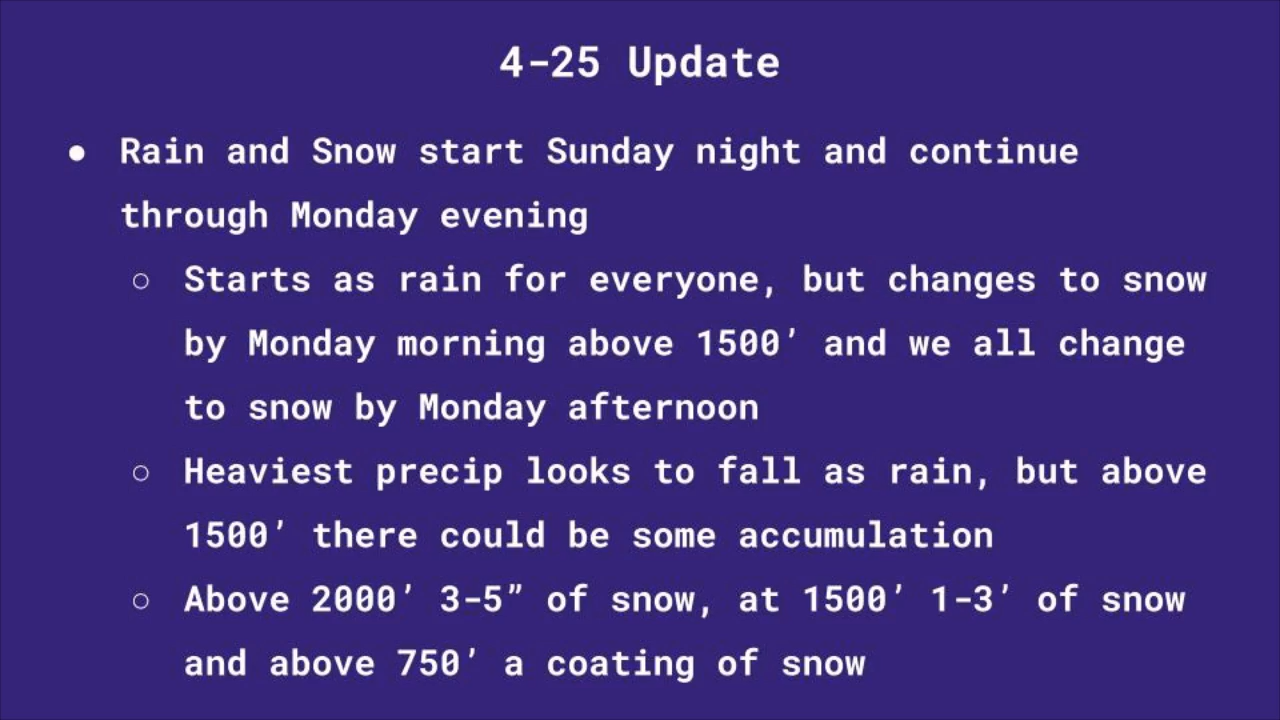 4-25 Update
● Rain and Snow start Sunday night and continue
through Monday evening
○ Starts as rain for everyone, but changes to snow
by Monday morning above 1500’ and we all change
to snow by Monday afternoon
○ Heaviest precip looks to fall as rain, but above
1500’ there could be some accumulation
○ Above 2000’ 3-5” of snow, at 1500’ 1-3’ of snow
and above 750’ a coating of snow